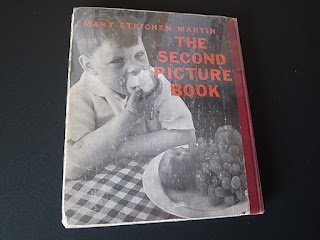 MARY STEICHEN MARTIN
THE
SECOND
PICTURE
BOOK